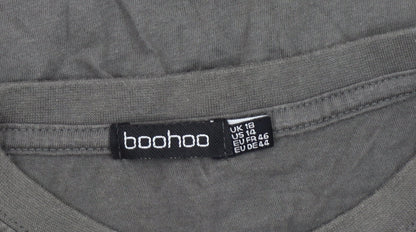 boohoo
UK 18
US 14
EU FR 46
EU DE 44